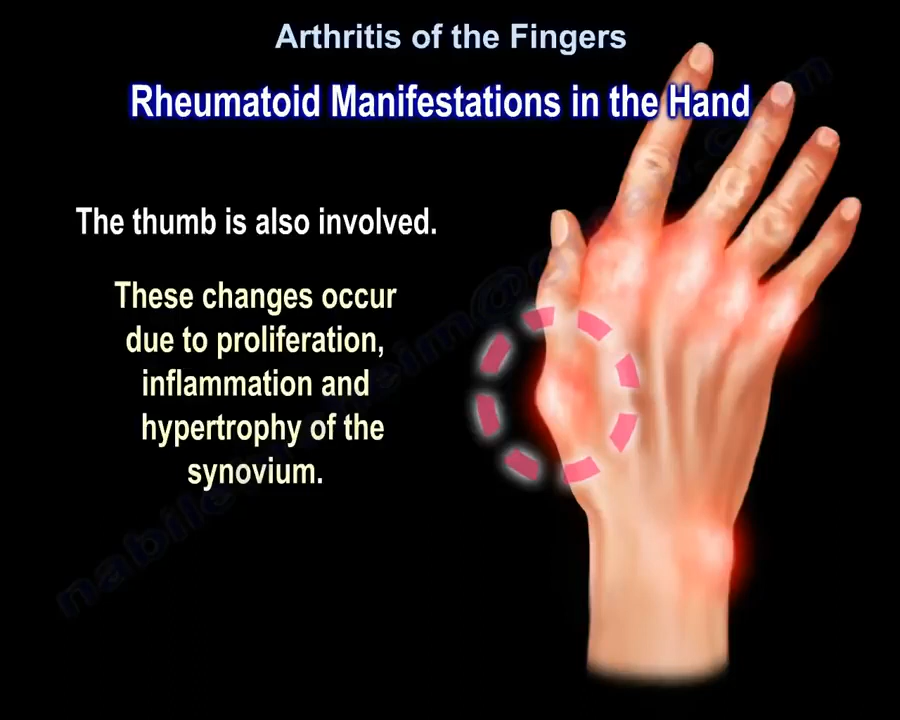 Arthritis of the Fingers
Rheumatoid Manifestations in the Hand
The thumb is also involved.
These changes occur
due to proliferation,
inflammation and
hypertrophy of the
synovium.